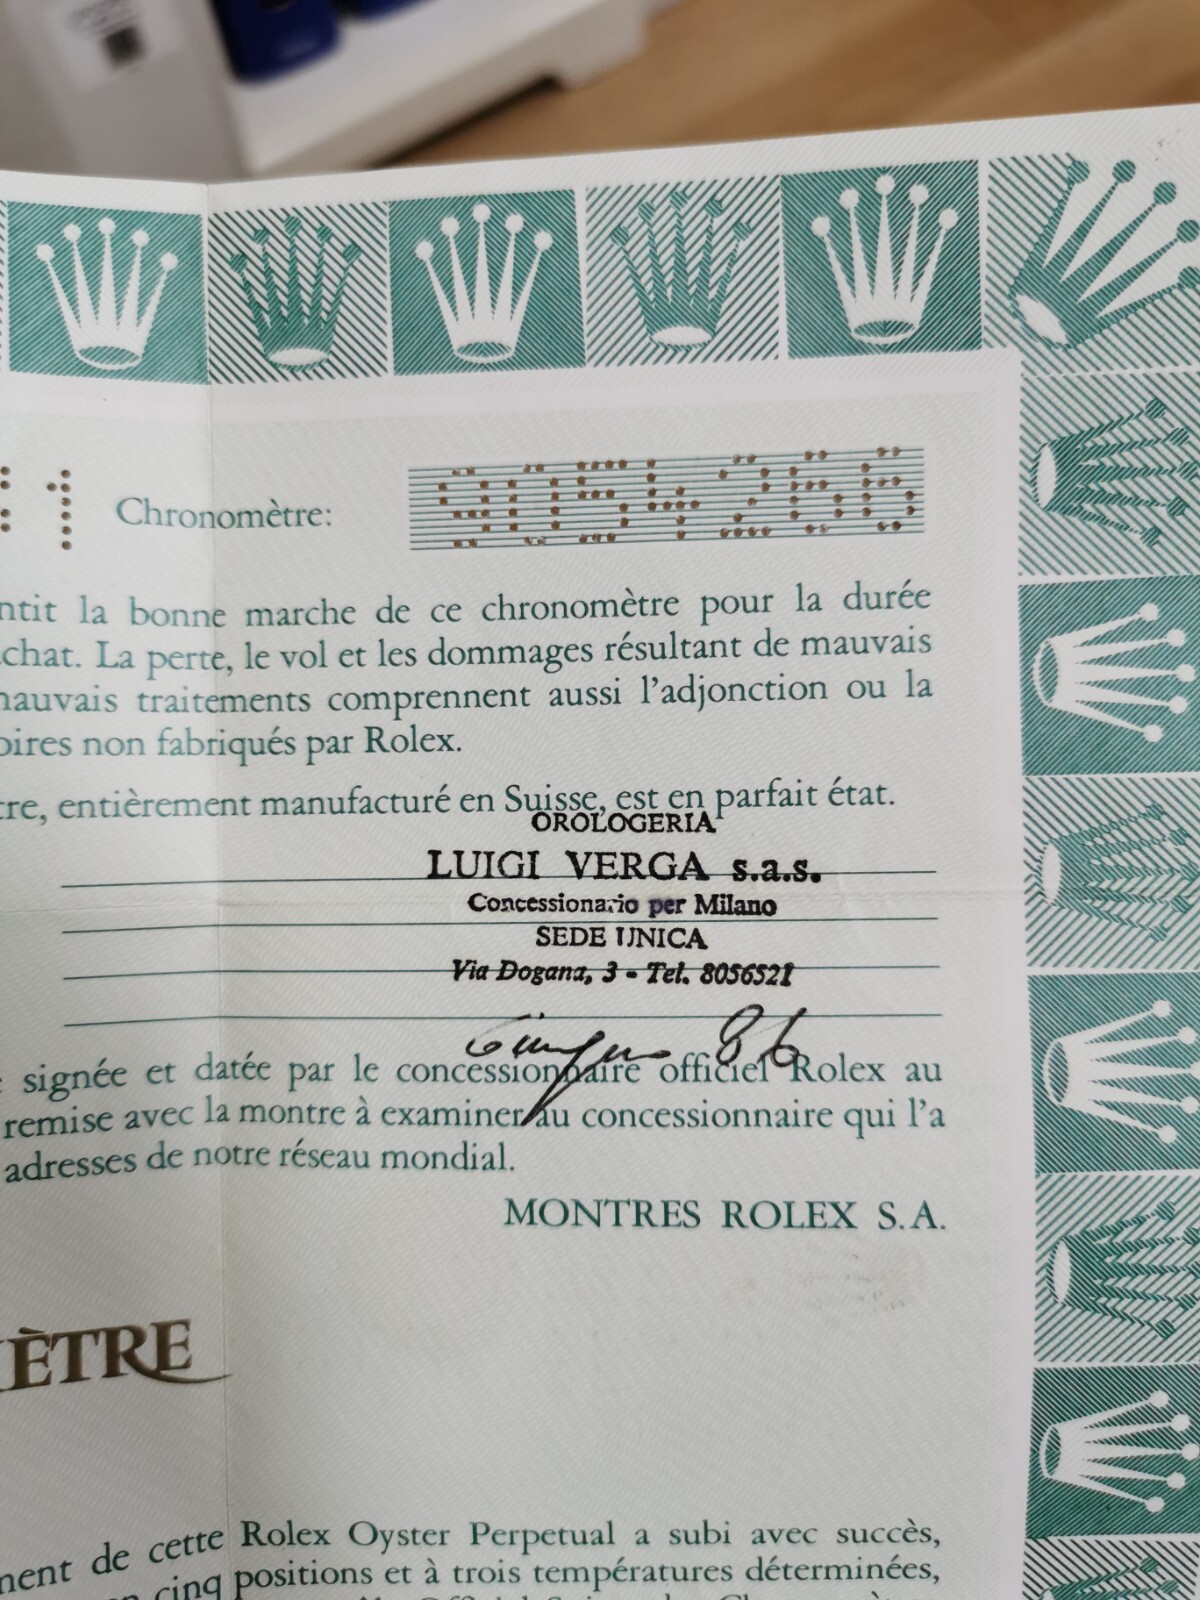 1 Chronomètre: 9054266
ntit la bonne marche de ce chronomètre pour la durée
chat. La perte, le vol et les dommages résultant de mauvais
nauvais traitements comprennent aussi l'adjonction ou la
oires non fabriqués par Rolex.
tre, entièrement manufacturé en Suisse, est en parfait état.
OROLOGERIA
LUIGI VERGA s.a.s.
Concessionario per Milano
SEDE UNICA
Via Dogana, 3 - Tel. 8056521
Giugno 86
signée et datée par le concessionnaire officiel Rolex au
remise avec la montre à examiner au concessionnaire qui l'a
adresses de notre réseau mondial.
MONTRES ROLEX S.A.
ÈTRE
ment de cette Rolex Oyster Perpetual a subi avec succès,
cinq positions et à trois températures déterminées,